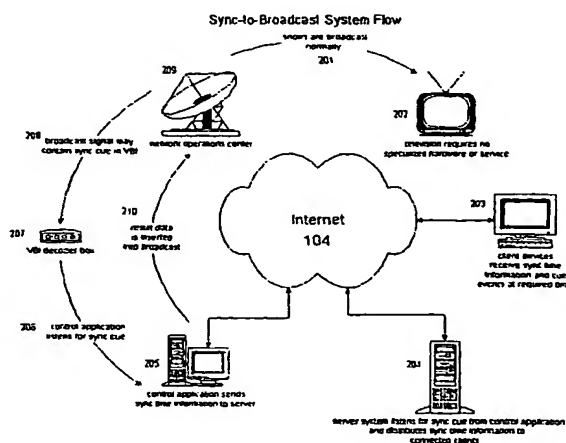 Sync-to-Broadcast System Flow
shows are broadcast
normally
201
209
network operations center
202
television requires no
specialized hardware or service
208
broadcast signal may
contain sync cue in VBI
210
result data
is inserted
into broadcast
Internet
104
203
client devices
receive sync time
information and cue
events at required
207
VBI decoder box
206
control application
listens for sync cue
205
control application sends
sync time information to server
204
server system listens for sync cue from control application
and distributes sync time information to
connected clients